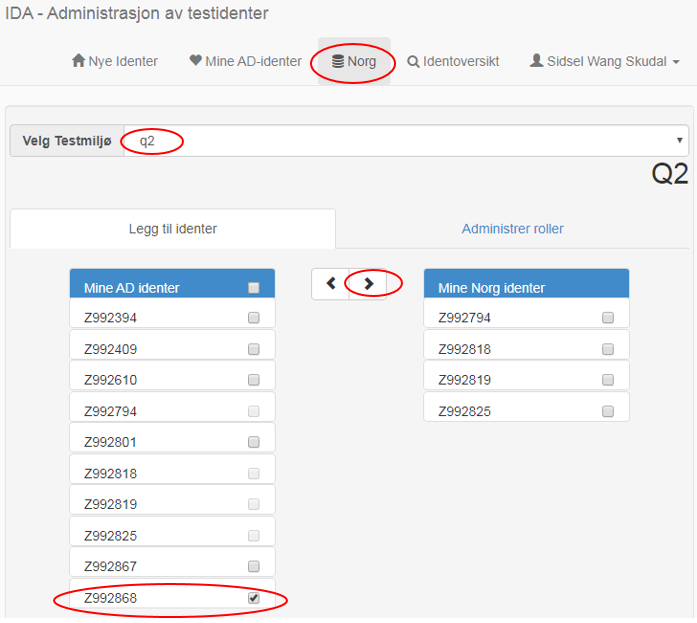 IDA - Administrasjon av testidenter
Nye Identer Mine AD-identer Norg Identoversikt Sidsel Wang Skudal
Velg Testmiljø q2
Q2
Legg til identer Administrer roller
Mine AD identer Mine Norg identer
Z992394 Z992794
Z992409 Z992818
Z992610 Z992819
Z992794 Z992825
Z992801
Z992818
Z992819
Z992825
Z992867
Z992868